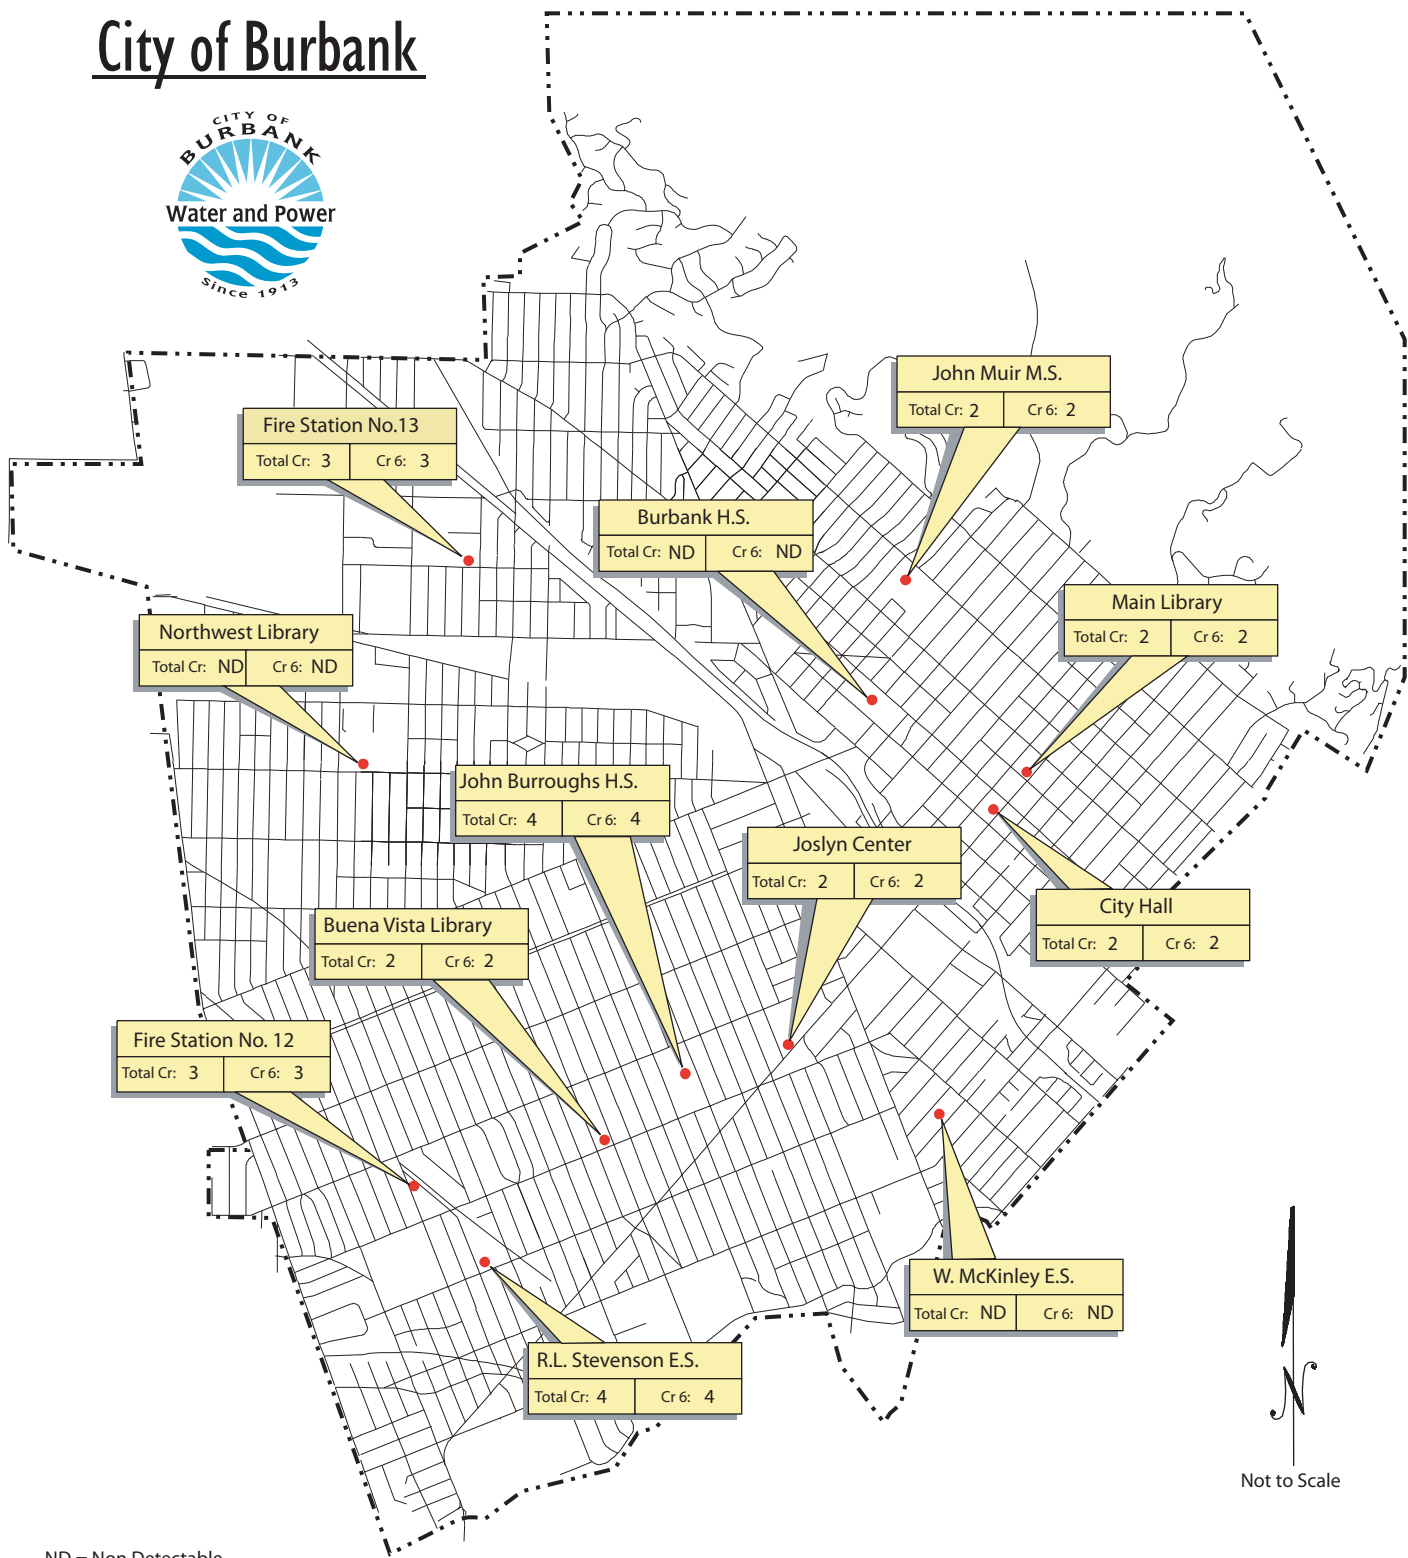 City of Burbank
CITY OF
BURBANK
Water and Power
Since 1913
John Muir M.S.
Total Cr: 2 Cr 6: 2
Fire Station No.13
Total Cr: 3 Cr 6: 3
Burbank H.S.
Total Cr: ND Cr 6: ND
Main Library
Total Cr: 2 Cr 6: 2
Northwest Library
Total Cr: ND Cr 6: ND
John Burroughs H.S.
Total Cr: 4 Cr 6: 4
Joslyn Center
Total Cr: 2 Cr 6: 2
City Hall
Total Cr: 2 Cr 6: 2
Buena Vista Library
Total Cr: 2 Cr 6: 2
Fire Station No. 12
Total Cr: 3 Cr 6: 3
W. McKinley E.S.
Total Cr: ND Cr 6: ND
R.L. Stevenson E.S.
Total Cr: 4 Cr 6: 4
N
Not to Scale
ND = Non Detectable